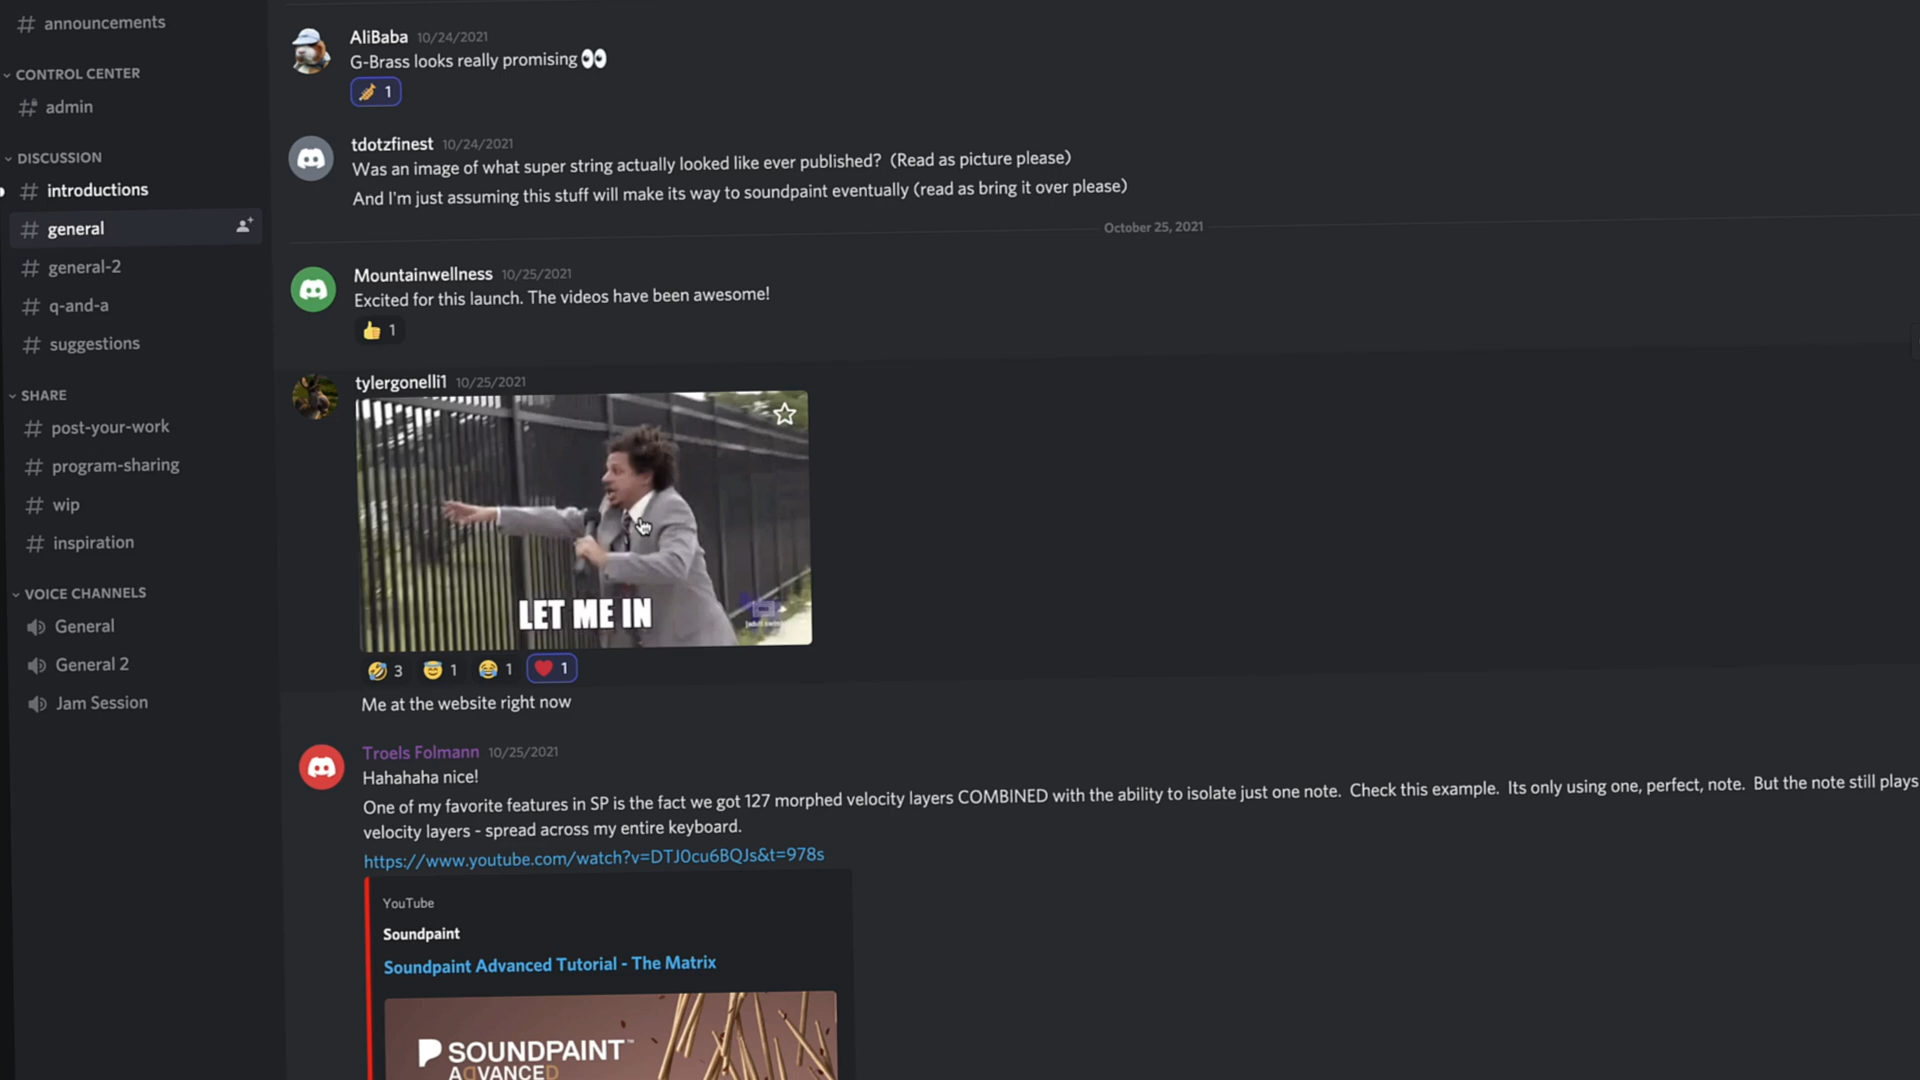 announcements
CONTROL CENTER
admin
DISCUSSION
introductions
general
general-2
q-and-a
suggestions
SHARE
post-your-work
program-sharing
wip
inspiration
VOICE CHANNELS
General
General 2
Jam Session
AliBaba 10/24/2021
G-Brass looks really promising 👀
1
tdotzfinest 10/24/2021
Was an image of what super string actually looked like ever published? (Read as picture please)
And I'm just assuming this stuff will make its way to soundpaint eventually (read as bring it over please)
October 25, 2021
Mountainwellness 10/25/2021
Excited for this launch. The videos have been awesome!
1
tylergonelli1 10/25/2021
LET ME IN
[adult swim]
3 1 1 1
Me at the website right now
Troels Folmann 10/25/2021
Hahahaha nice!
One of my favorite features in SP is the fact we got 127 morphed velocity layers COMBINED with the ability to isolate just one note. Check this example. Its only using one, perfect, note. But the note still plays
velocity layers - spread across my entire keyboard.
https://www.youtube.com/watch?v=DTJ0cu6BQJs&t=978s
YouTube
Soundpaint
Soundpaint Advanced Tutorial - The Matrix
SOUNDPAINT™
ADVANCED